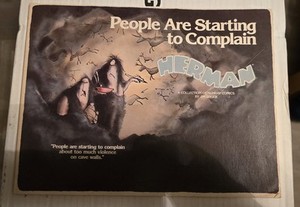 People Are Starting
to Complain
HERMAN
"People are starting to complain
about too much violence
on cave walls."